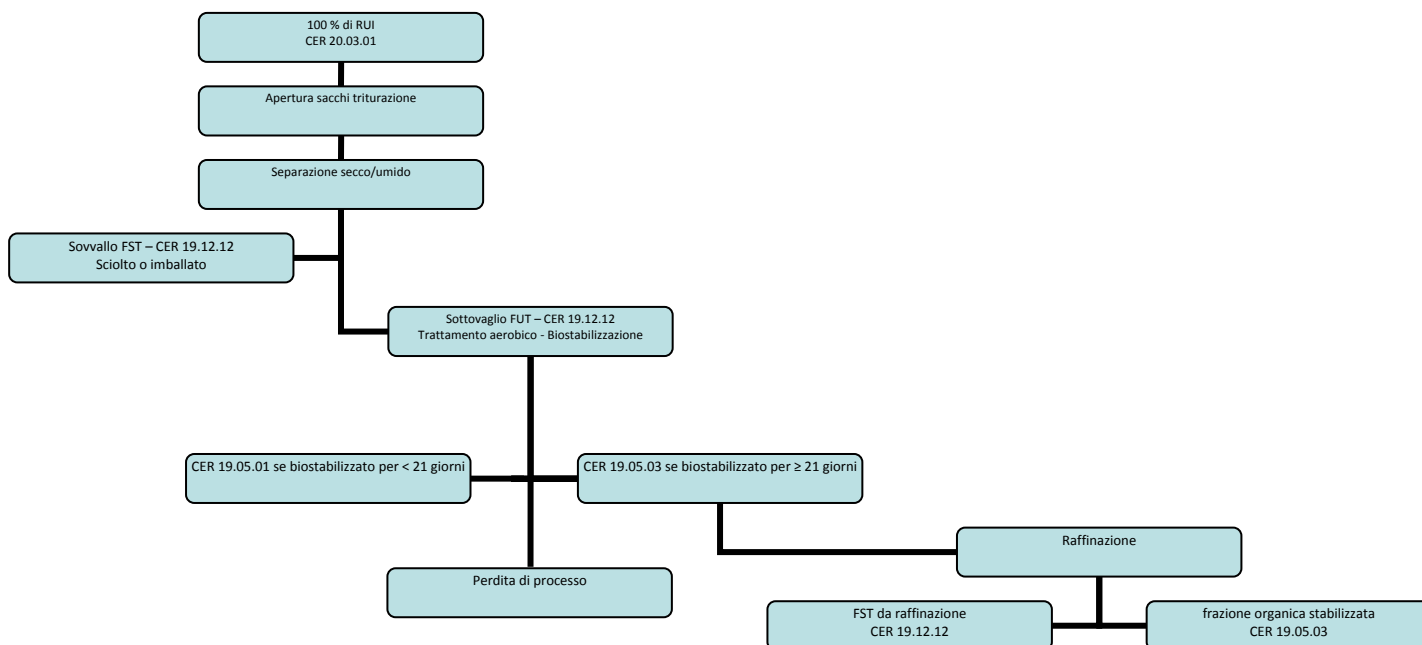 100 % di RUI
CER 20.03.01
Apertura sacchi triturazione
Separazione secco/umido
Sovvallo FST – CER 19.12.12
Sciolto o imballato
Sottovaglio FUT – CER 19.12.12
Trattamento aerobico - Biostabilizzazione
CER 19.05.01 se biostabilizzato per < 21 giorni
CER 19.05.03 se biostabilizzato per ≥ 21 giorni
Raffinazione
Perdita di processo
FST da raffinazione
CER 19.12.12
frazione organica stabilizzata
CER 19.05.03